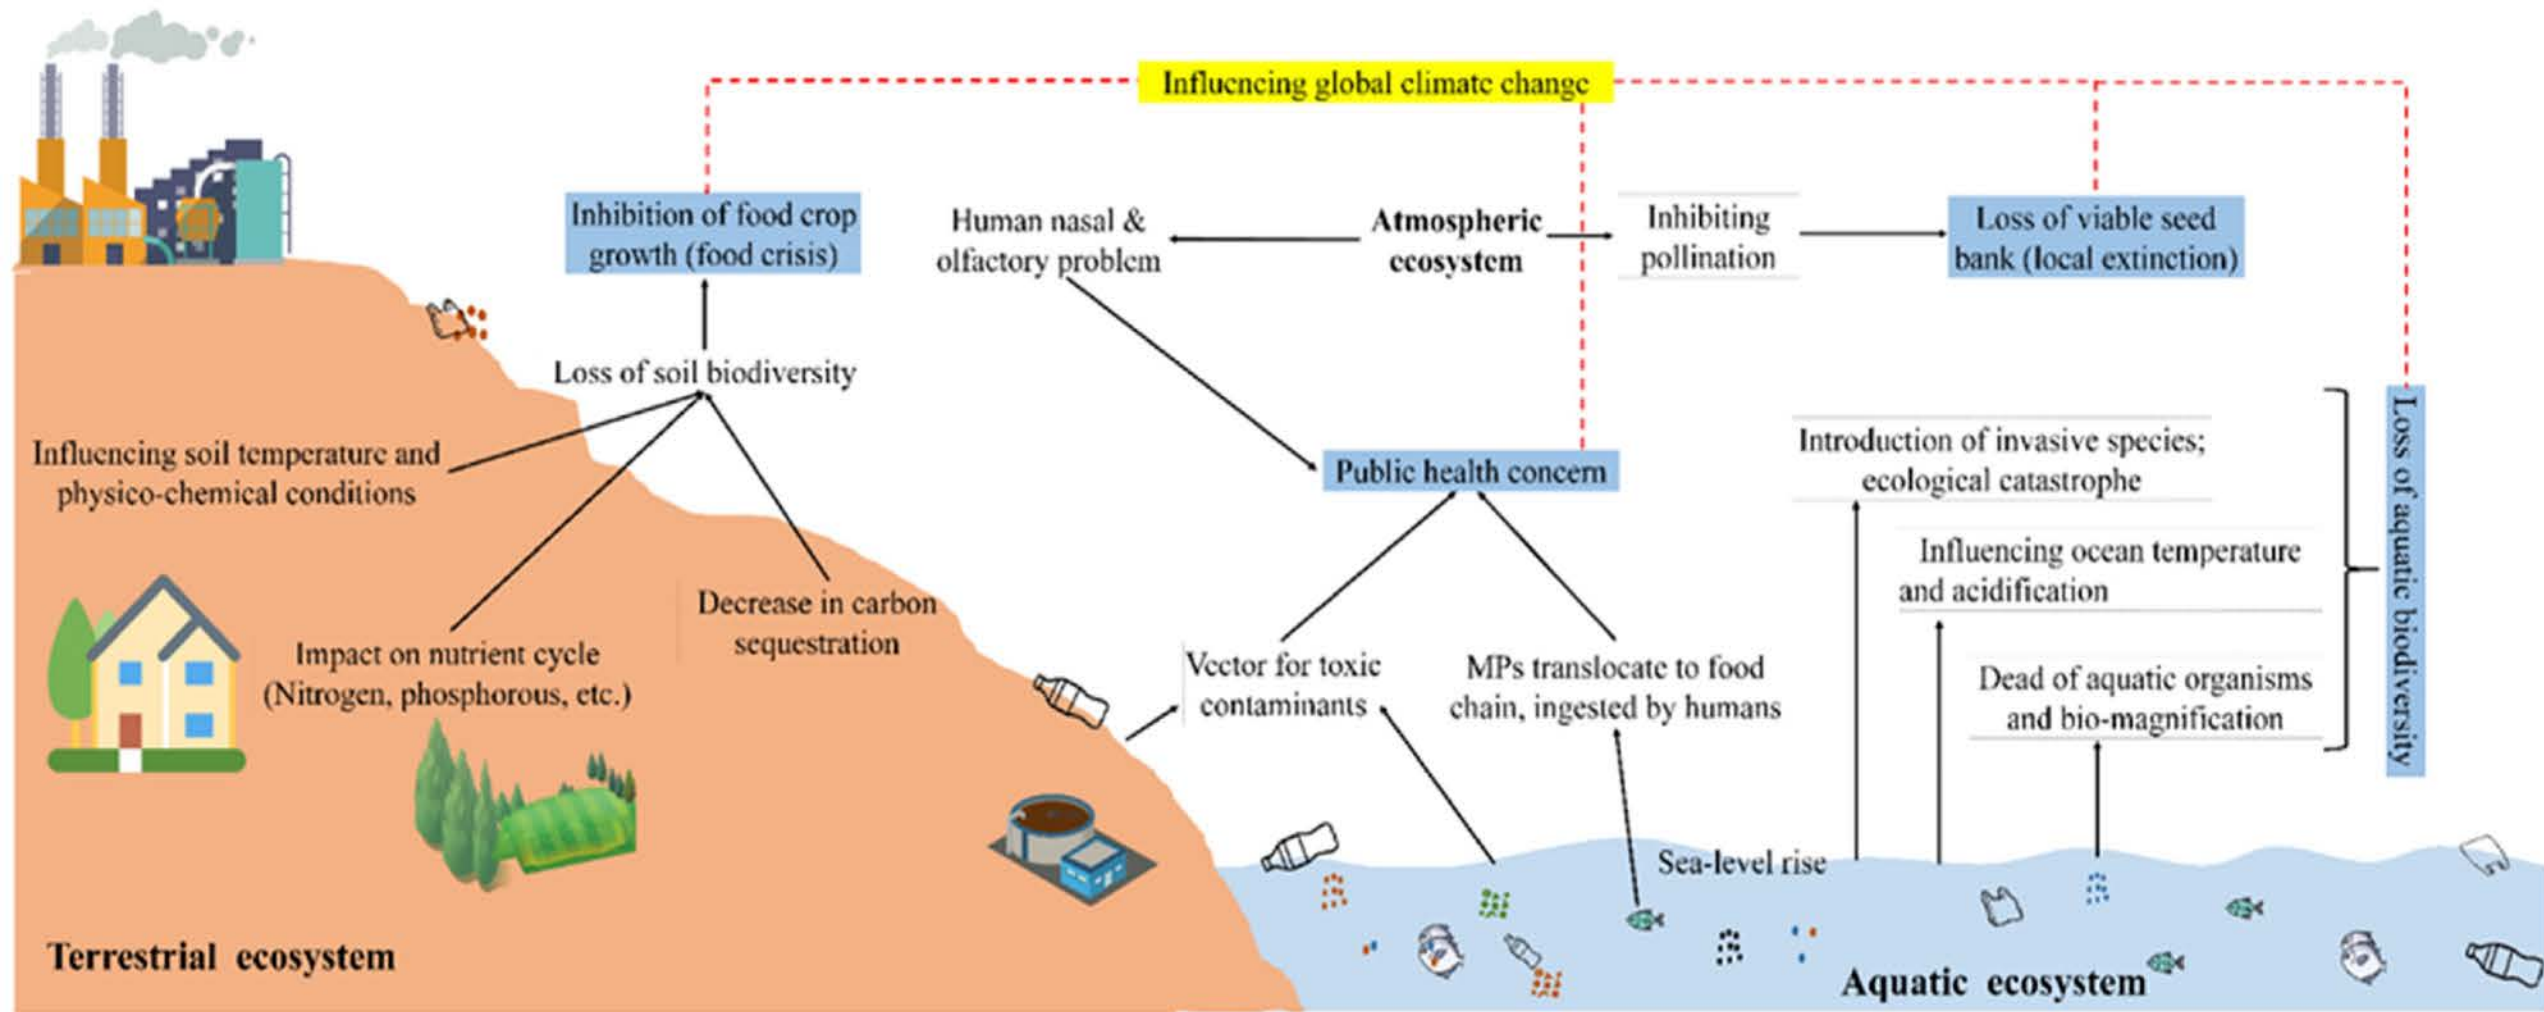 Influencing global climate change
Inhibition of food crop
growth (food crisis)
Human nasal &
olfactory problem
Atmospheric
ecosystem
Inhibiting
pollination
Loss of viable seed
bank (local extinction)
Loss of soil biodiversity
Influencing soil temperature and
physico-chemical conditions
Public health concern
Introduction of invasive species;
ecological catastrophe
Loss of aquatic biodiversity
Influencing ocean temperature
and acidification
Decrease in carbon
sequestration
Impact on nutrient cycle
(Nitrogen, phosphorous, etc.)
Vector for toxic
contaminants
MPs translocate to food
chain, ingested by humans
Dead of aquatic organisms
and bio-magnification
Sea-level rise
Terrestrial ecosystem
Aquatic ecosystem